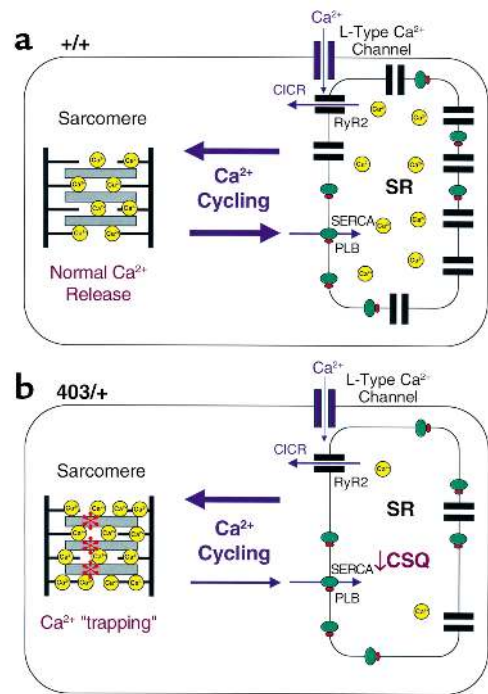 a
+/+
Ca²⁺
L-Type Ca²⁺
Channel
CICR
RyR2
Sarcomere
Ca²⁺
Cycling
SR
SERCA
PLB
Normal Ca²⁺
Release
b
403/+
Ca²⁺
L-Type Ca²⁺
Channel
CICR
RyR2
Sarcomere
Ca²⁺
Cycling
SR
↓CSQ
SERCA
PLB
Ca²⁺ "trapping"